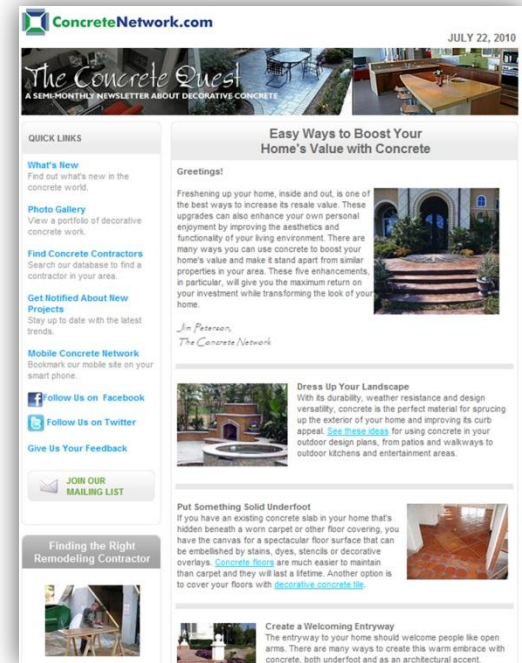 ConcreteNetwork.com
JULY 22, 2010
The Concrete Quest
A SEMI-MONTHLY NEWSLETTER ABOUT DECORATIVE CONCRETE
QUICK LINKS
What's New
Find out what's new in the
concrete world.
Photo Gallery
View a portfolio of decorative
concrete work.
Find Concrete Contractors
Search our database to find a
contractor in your area.
Get Notified About New
Projects
Stay up to date with the latest
trends.
Mobile Concrete Network
Bookmark our mobile site on your
smart phone.
Follow Us on Facebook
Follow Us on Twitter
Give Us Your Feedback
JOIN OUR
MAILING LIST
Finding the Right
Remodeling Contractor
Easy Ways to Boost Your
Home's Value with Concrete
Greetings!
Freshening up your home, inside and out, is one of
the best ways to increase its resale value. These
upgrades can also enhance your own personal
enjoyment by improving the aesthetics and
functionality of your living environment. There are
many ways you can use concrete to boost your
home's value and make it stand apart from similar
properties in your area. These five enhancements,
in particular, will give you the maximum return on
your investment while transforming the look of your
home.
Jim Peterson,
The Concrete Network
Dress Up Your Landscape
With its durability, weather resistance and design
versatility, concrete is the perfect material for sprucing
up the exterior of your home and improving its curb
appeal. See these ideas for using concrete in your
outdoor design plans, from patios and walkways to
outdoor kitchens and entertainment areas.
Put Something Solid Underfoot
If you have an existing concrete slab in your home that's
hidden beneath a worn carpet or other floor covering, you
have the canvas for a spectacular floor surface that can
be embellished by stains, dyes, stencils or decorative
overlays. Concrete floors are much easier to maintain
than carpet and they will last a lifetime. Another option is
to cover your floors with decorative concrete tile.
Create a Welcoming Entryway
The entryway to your home should welcome people like open
arms. There are many ways to create this warm embrace with
concrete, both underfoot and as an architectural accent.